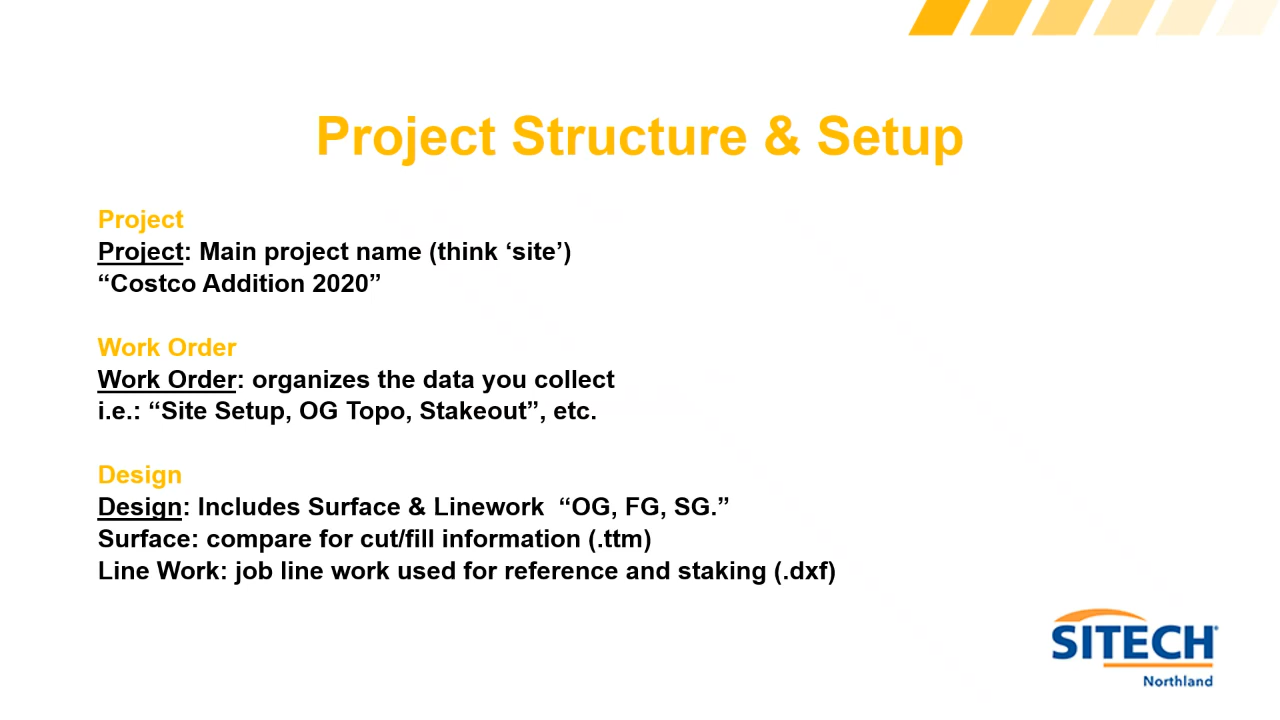 Project Structure & Setup
Project
Project: Main project name (think ‘site’)
“Costco Addition 2020”
Work Order
Work Order: organizes the data you collect
i.e.: “Site Setup, OG Topo, Stakeout”, etc.
Design
Design: Includes Surface & Linework  “OG, FG, SG.”
Surface: compare for cut/fill information (.ttm)
Line Work: job line work used for reference and staking (.dxf)
SITECH®
Northland